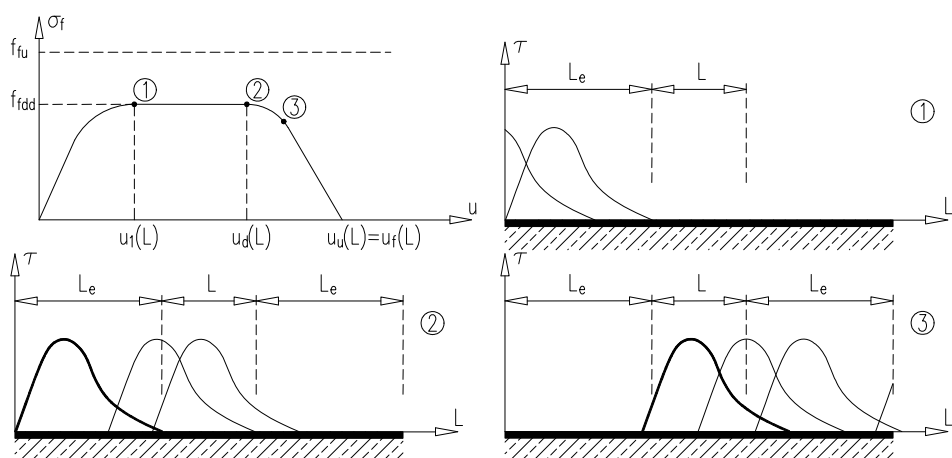 σf
ffu
ffdd
1
2
3
u
u1(L)
ud(L)
uu(L)=uf(L)
τ
Le
L
1
L
τ
Le
L
Le
2
L
τ
Le
L
Le
3
L